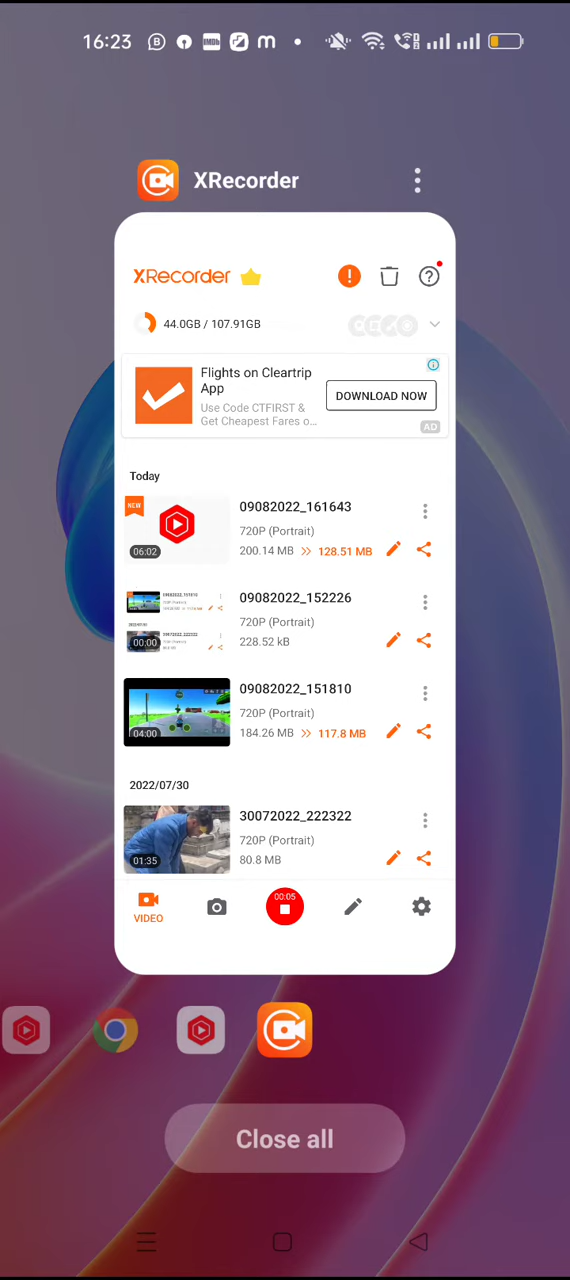 16:23
XRecorder
XRecorder
44.0GB / 107.91GB
Flights on Cleartrip
App
Use Code CTFIRST &
Get Cheapest Fares o...
DOWNLOAD NOW
AD
Today
NEW
06:02
09082022_161643
720P (Portrait)
200.14 MB >> 128.51 MB
00:00
09082022_152226
720P (Portrait)
228.52 kB
04:00
09082022_151810
720P (Portrait)
184.26 MB >> 117.8 MB
2022/07/30
01:35
30072022_222322
720P (Portrait)
80.8 MB
VIDEO
00:05
Close all